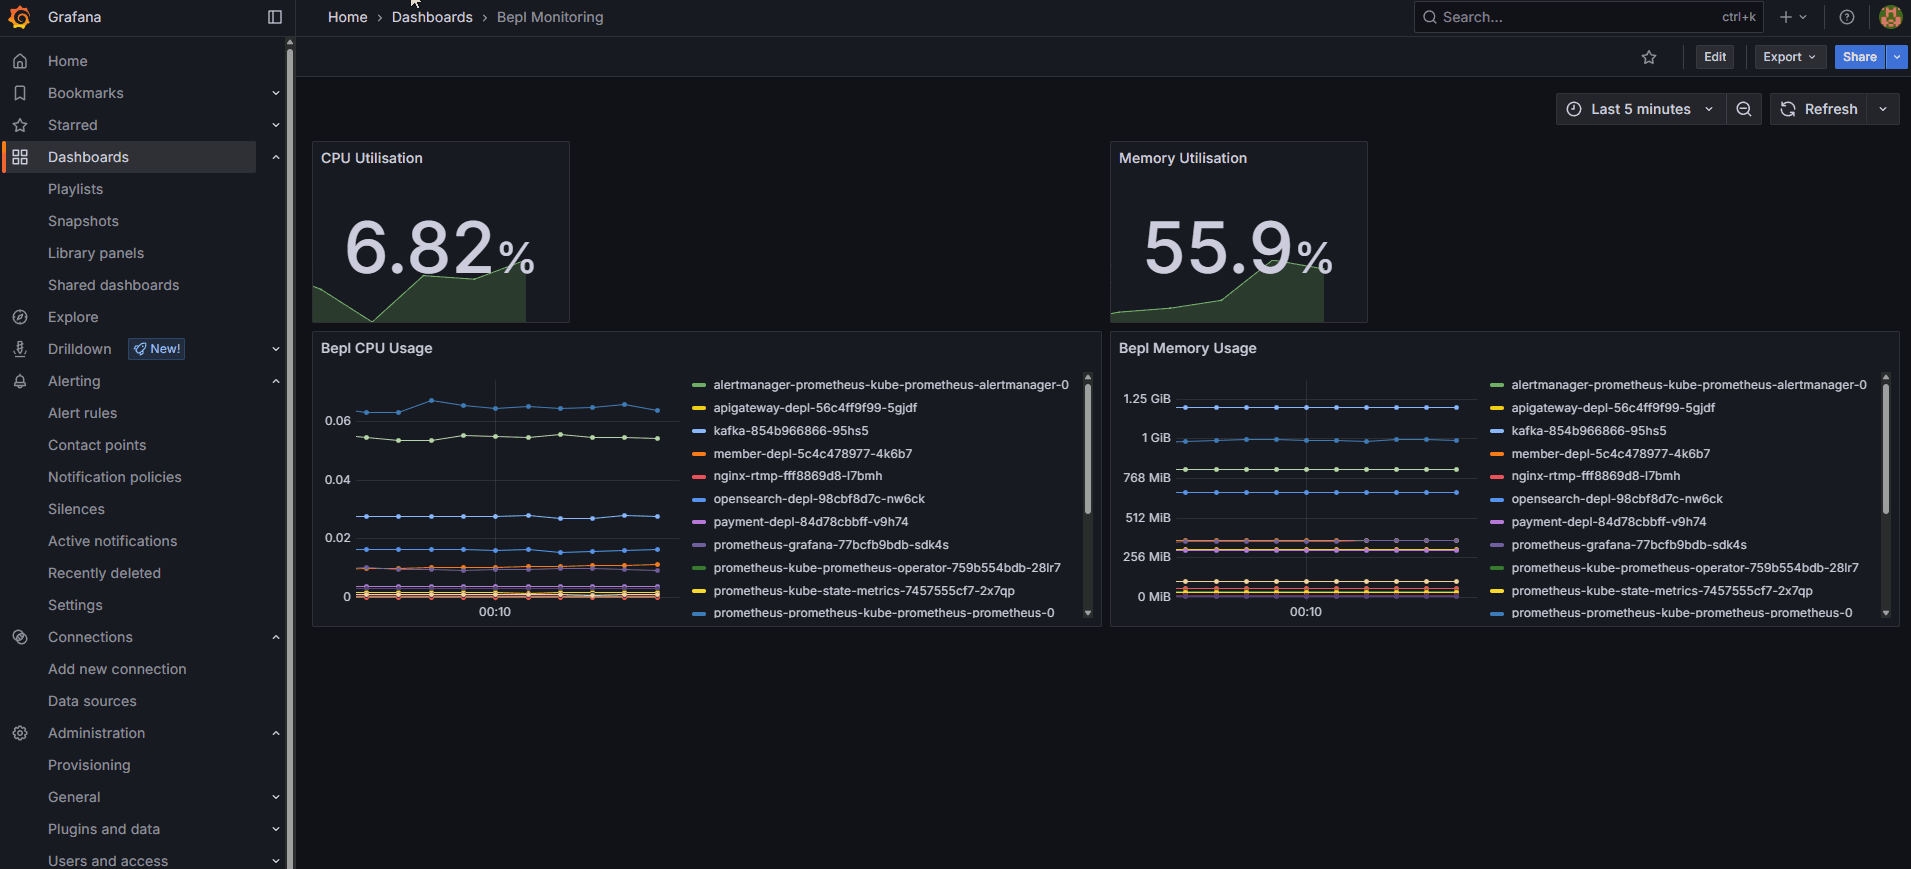 Grafana
Home › Dashboards › Bepl Monitoring
Search...
ctrl+k
Edit
Export
Share
Last 5 minutes
Refresh
Home
Bookmarks
Starred
Dashboards
Playlists
Snapshots
Library panels
Shared dashboards
Explore
Drilldown
New!
Alerting
Alert rules
Contact points
Notification policies
Silences
Active notifications
Recently deleted
Settings
Connections
Add new connection
Data sources
Administration
Provisioning
General
Plugins and data
Users and access
CPU Utilisation
6.82%
Memory Utilisation
55.9%
Bepl CPU Usage
0.06
0.04
0.02
0
00:10
alertmanager-prometheus-kube-prometheus-alertmanager-0
apigateway-depl-56c4ff9f99-5gjdf
kafka-854b966866-95hs5
member-depl-5c4c478977-4k6b7
nginx-rtmp-fff8869d8-l7bmh
opensearch-depl-98cbf8d7c-nw6ck
payment-depl-84d78cbbff-v9h74
prometheus-grafana-77bcfb9bdb-sdk4s
prometheus-kube-prometheus-operator-759b554bdb-28lr7
prometheus-kube-state-metrics-7457555cf7-2x7qp
prometheus-prometheus-kube-prometheus-prometheus-0
Bepl Memory Usage
1.25 GiB
1 GiB
768 MiB
512 MiB
256 MiB
0 MiB
00:10
alertmanager-prometheus-kube-prometheus-alertmanager-0
apigateway-depl-56c4ff9f99-5gjdf
kafka-854b966866-95hs5
member-depl-5c4c478977-4k6b7
nginx-rtmp-fff8869d8-l7bmh
opensearch-depl-98cbf8d7c-nw6ck
payment-depl-84d78cbbff-v9h74
prometheus-grafana-77bcfb9bdb-sdk4s
prometheus-kube-prometheus-operator-759b554bdb-28lr7
prometheus-kube-state-metrics-7457555cf7-2x7qp
prometheus-prometheus-kube-prometheus-prometheus-0